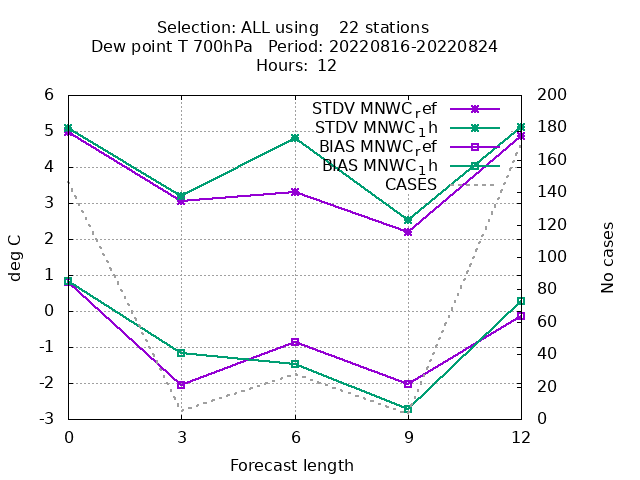 Selection: ALL using    22 stations
Dew point T 700hPa   Period: 20220816-20220824
Hours: 12
STDV MNWC_ref
STDV MNWC_1h
BIAS MNWC_ref
BIAS MNWC_1h
CASES
6
5
4
3
2
1
0
-1
-2
-3
deg C
200
180
160
140
120
100
80
60
40
20
0
No cases
0 3 6 9 12
Forecast length